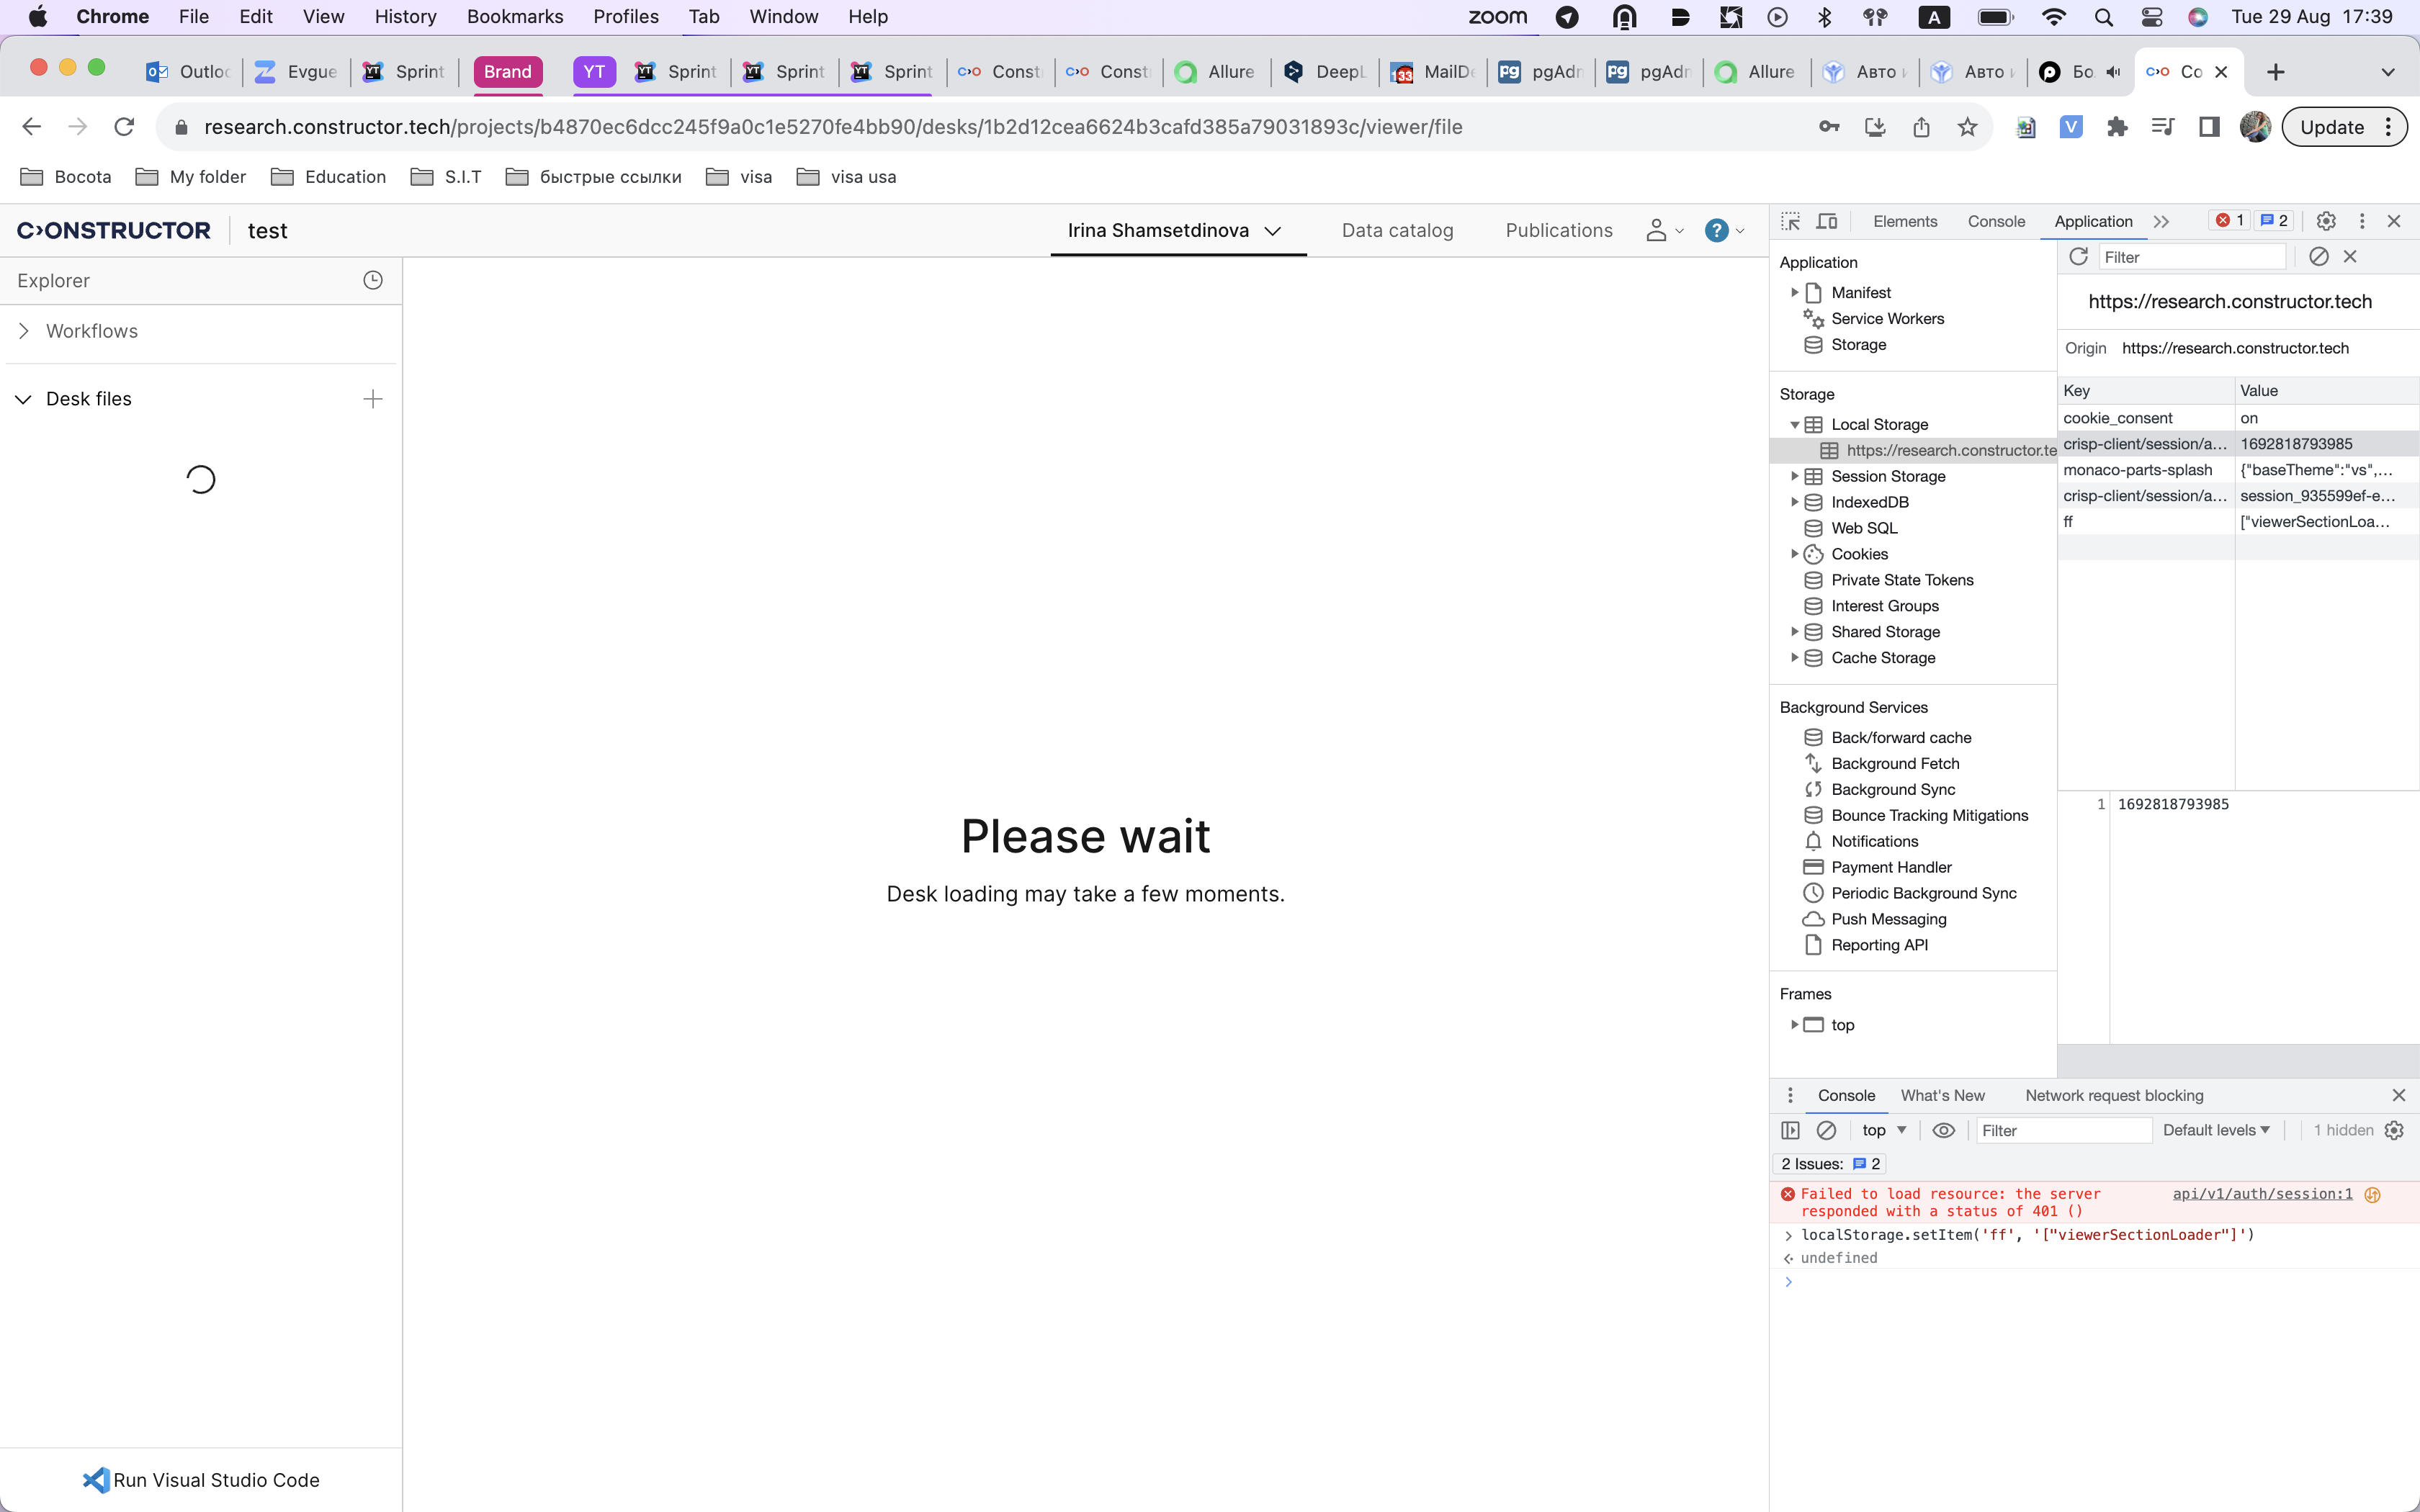 Chrome File Edit View History Bookmarks Profiles Tab Window Help zoom A Tue 29 Aug 17:39
Outloo Evgue Sprint Brand YT Sprint Sprint Sprint Const Const Allure DeepL MailDe pgAdn pgAdn Allure Авто Авто Бо Co
research.constructor.tech/projects/b4870ec6dcc245f9a0c1e5270fe4bb90/desks/1b2d12cea6624b3cafd385a79031893c/viewer/file Update
Bocota My folder Education S.I.T быстрые ссылки visa visa usa
CONSTRUCTOR test Irina Shamsetdinova Data catalog Publications ?
Explorer
Workflows
Desk files
Please wait
Desk loading may take a few moments.
Run Visual Studio Code
Elements Console Application 1 2
Application
Manifest
Service Workers
Storage
Storage
Local Storage
https://research.constructor.te
Session Storage
IndexedDB
Web SQL
Cookies
Private State Tokens
Interest Groups
Shared Storage
Cache Storage
Background Services
Back/forward cache
Background Fetch
Background Sync
Bounce Tracking Mitigations
Notifications
Payment Handler
Periodic Background Sync
Push Messaging
Reporting API
Frames
top
Filter
https://research.constructor.tech
Origin https://research.constructor.tech
Key Value
cookie_consent on
crisp-client/session/a… 1692818793985
monaco-parts-splash {"baseTheme":"vs",…
crisp-client/session/a… session_935599ef-e…
ff ["viewerSectionLoa…
1 1692818793985
Console What's New Network request blocking
top Filter Default levels 1 hidden
2 Issues: 2
Failed to load resource: the server api/v1/auth/session:1
responded with a status of 401 ()
localStorage.setItem('ff', '["viewerSectionLoader"]')
undefined